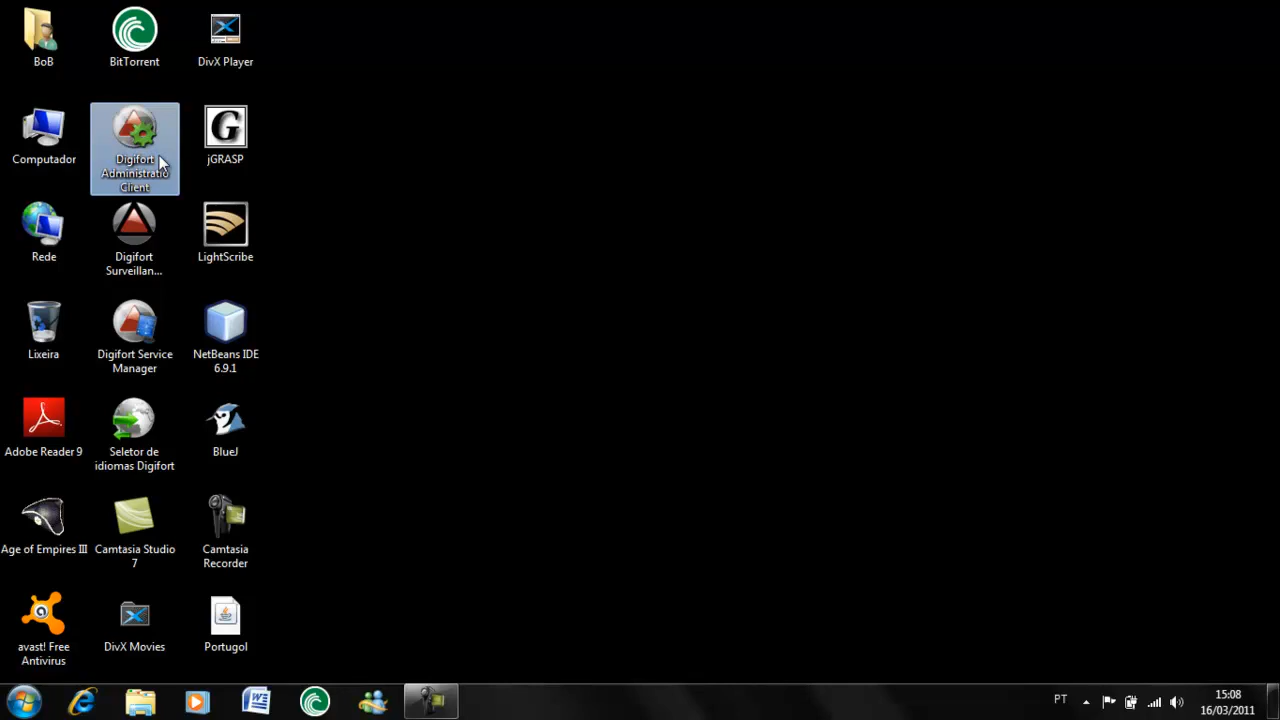 BoB
BitTorrent
DivX Player
Computador
Digifort
Administratio
Client
G
jGRASP
Rede
Digifort
Surveillan...
LightScribe
Lixeira
Digifort Service
Manager
NetBeans IDE
6.9.1
Adobe Reader 9
Seletor de
idiomas Digifort
BlueJ
Age of Empires III
Camtasia Studio
7
Camtasia
Recorder
avast! Free
Antivirus
DivX Movies
Portugol
PT
15:08
16/03/2011